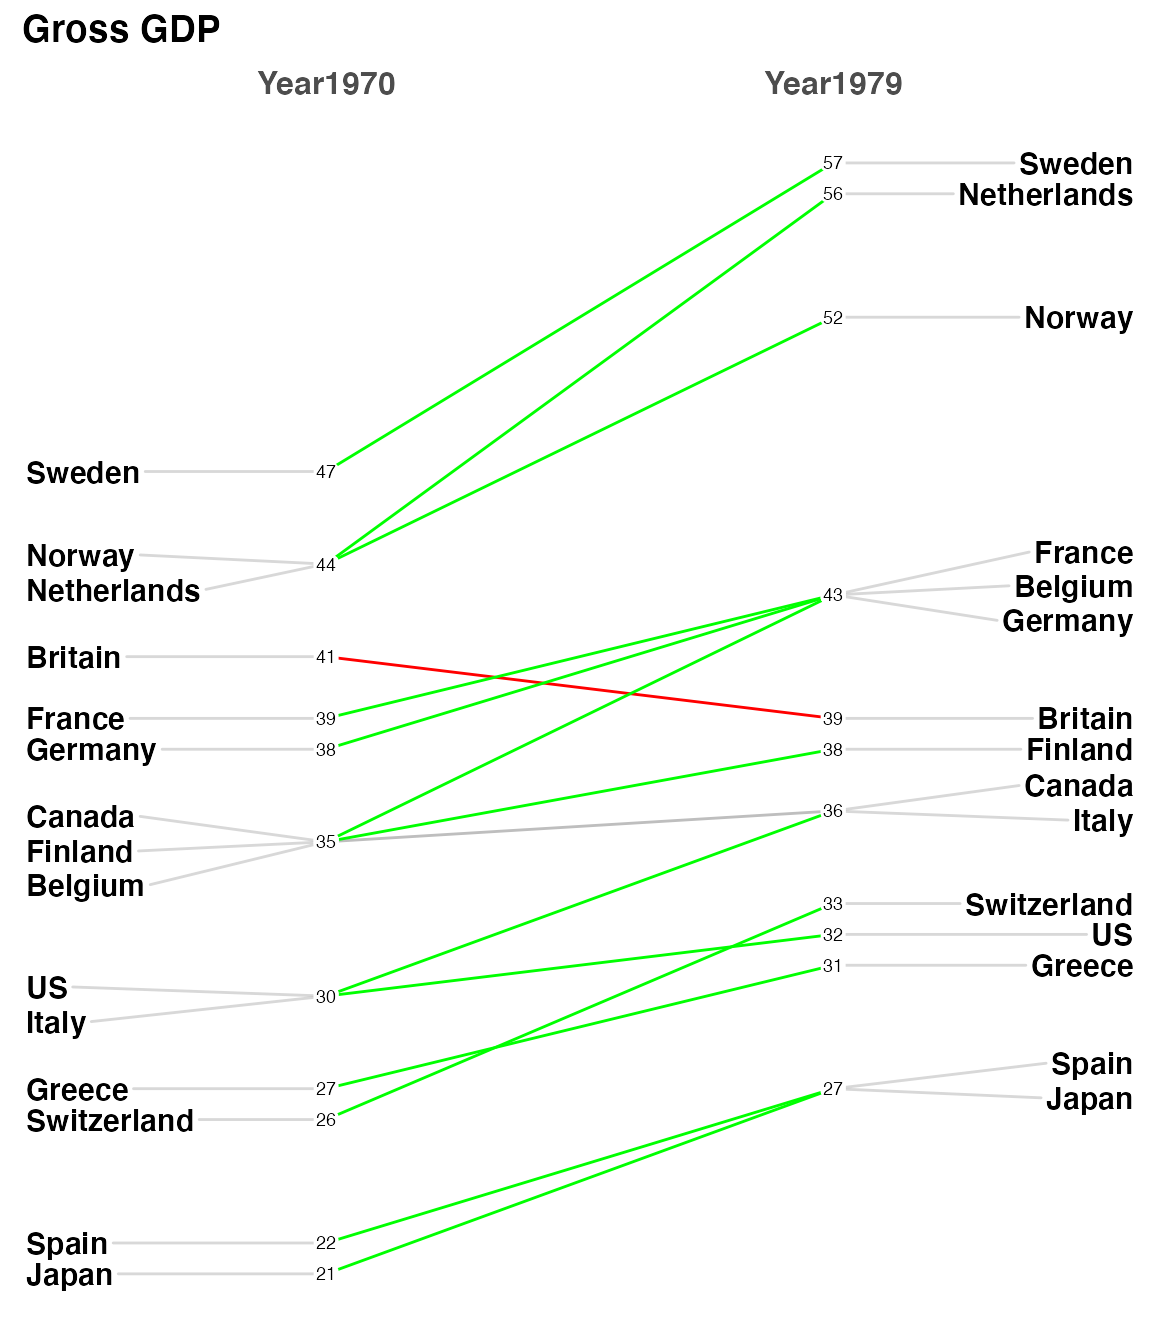 Gross GDP
Year1970 Year1979
57 Sweden
56 Netherlands
52 Norway
Sweden 47
France
Norway
44
Belgium
Netherlands
43
Germany
Britain 41
France 39
39 Britain
Germany 38
38 Finland
Canada
Canada
36
Italy
35
Finland
Belgium
33 Switzerland
32 US
31 Greece
US
30
Italy
Spain
Greece 27
27
Japan
Switzerland 26
Spain 22
Japan 21